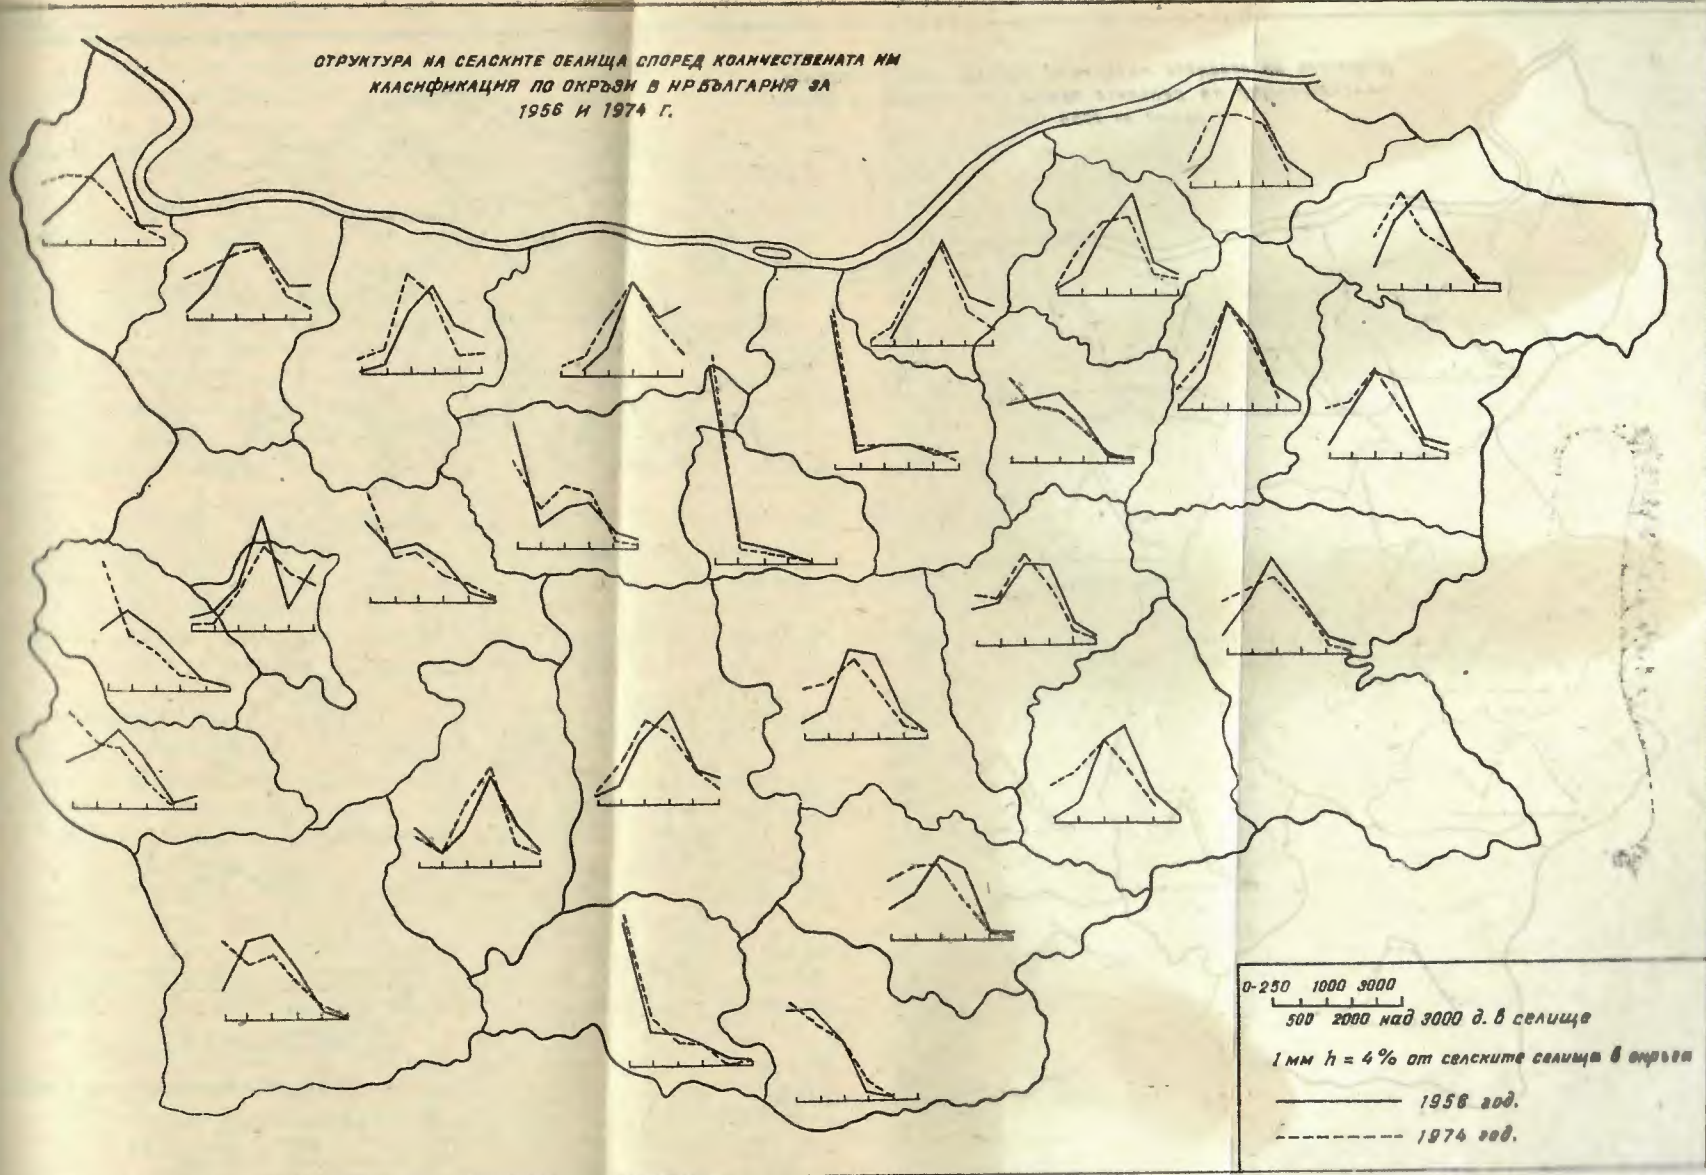 СТРУКТУРА НА СЕЛСКИТЕ СЕЛИЩА СПОРЕД КОЛИЧЕСТВЕНАТА ИМ
КЛАСИФИКАЦИЯ ПО ОКРЪЗИ В НР БЪЛГАРИЯ ЗА
1956 И 1974 Г.
0-250 1000 3000
500 2000 над 3000 д. в селище
1 мм h = 4% от селските селища в окръга
1956 год.
1974 год.